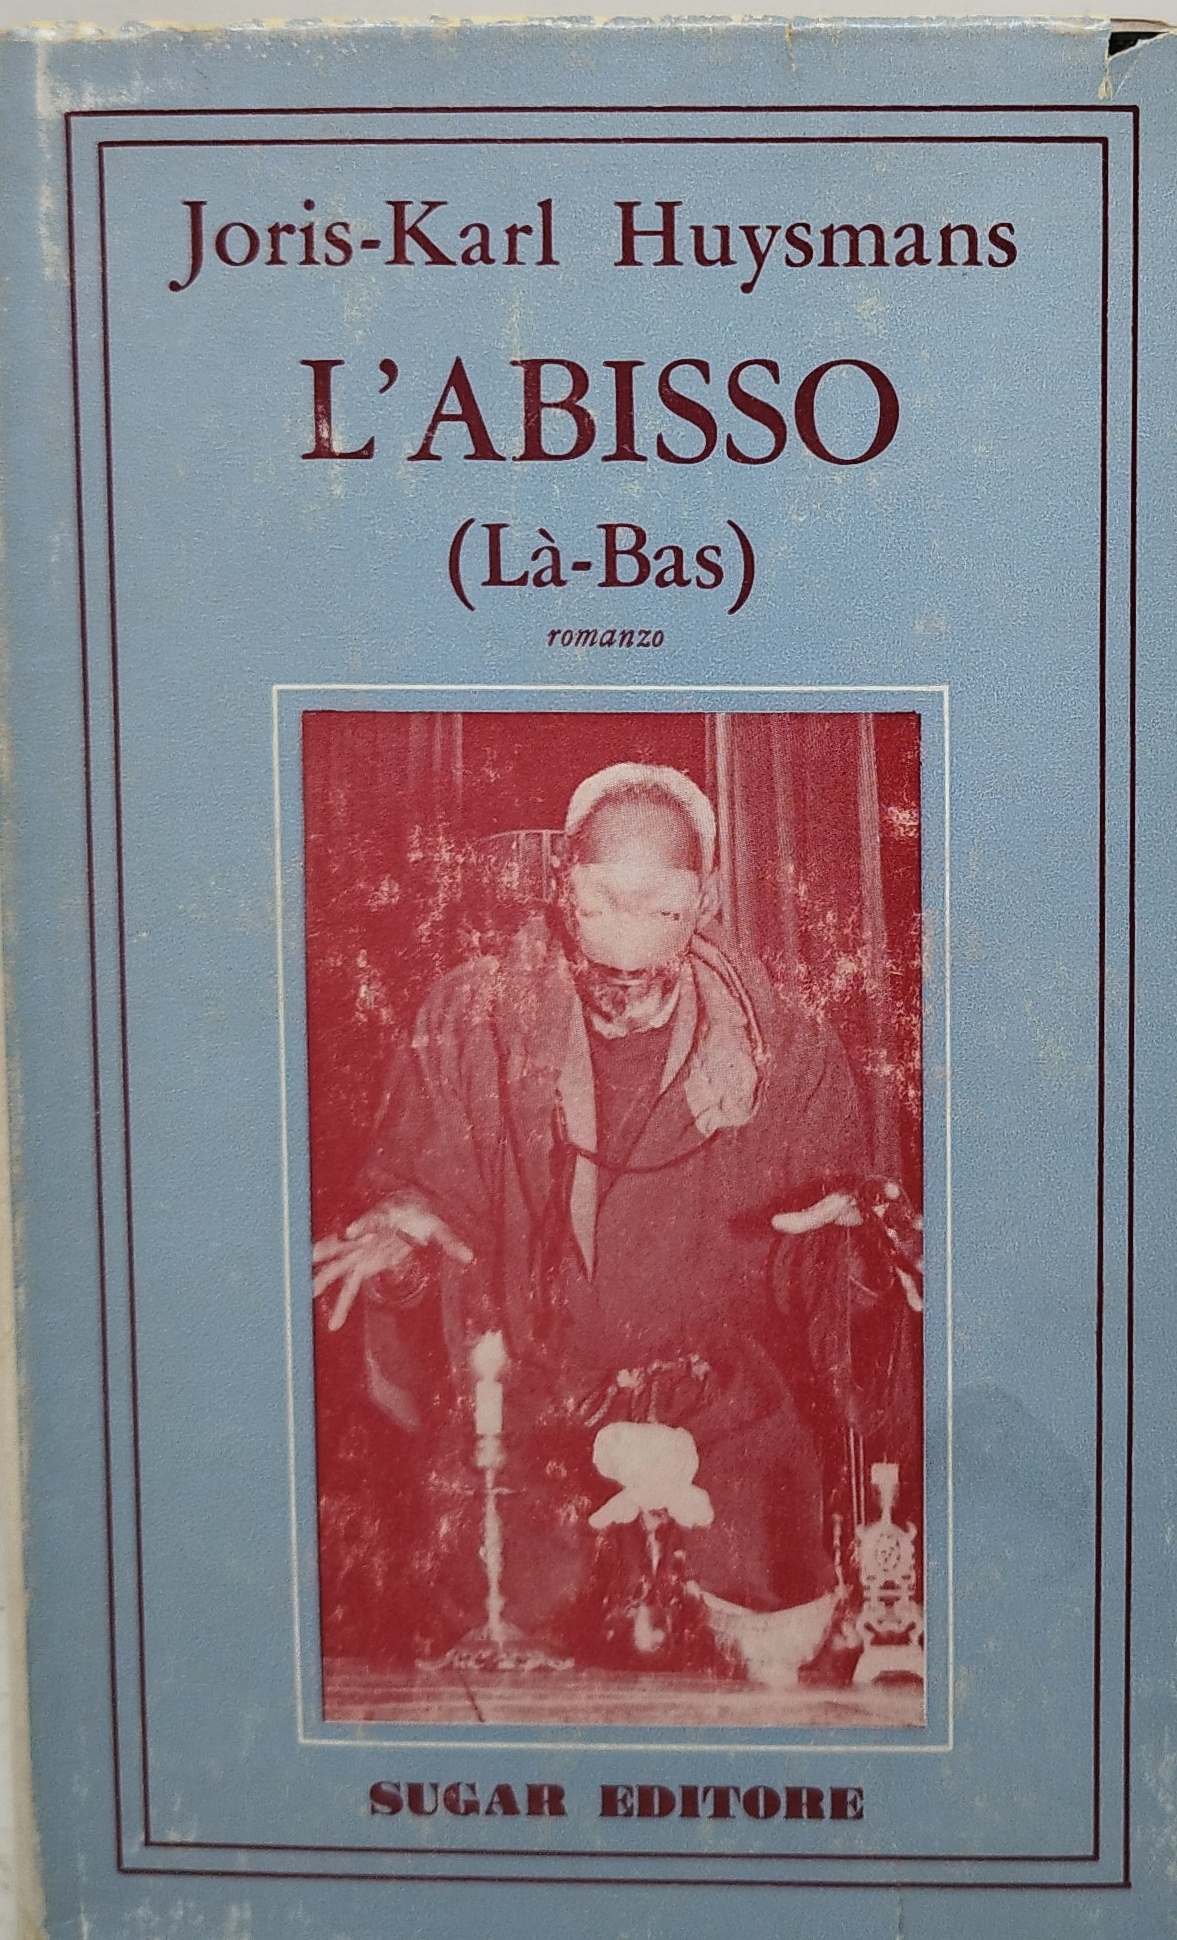 Joris-Karl Huysmans
L'ABISSO
(Là-Bas)
romanzo
SUGAR EDITORE